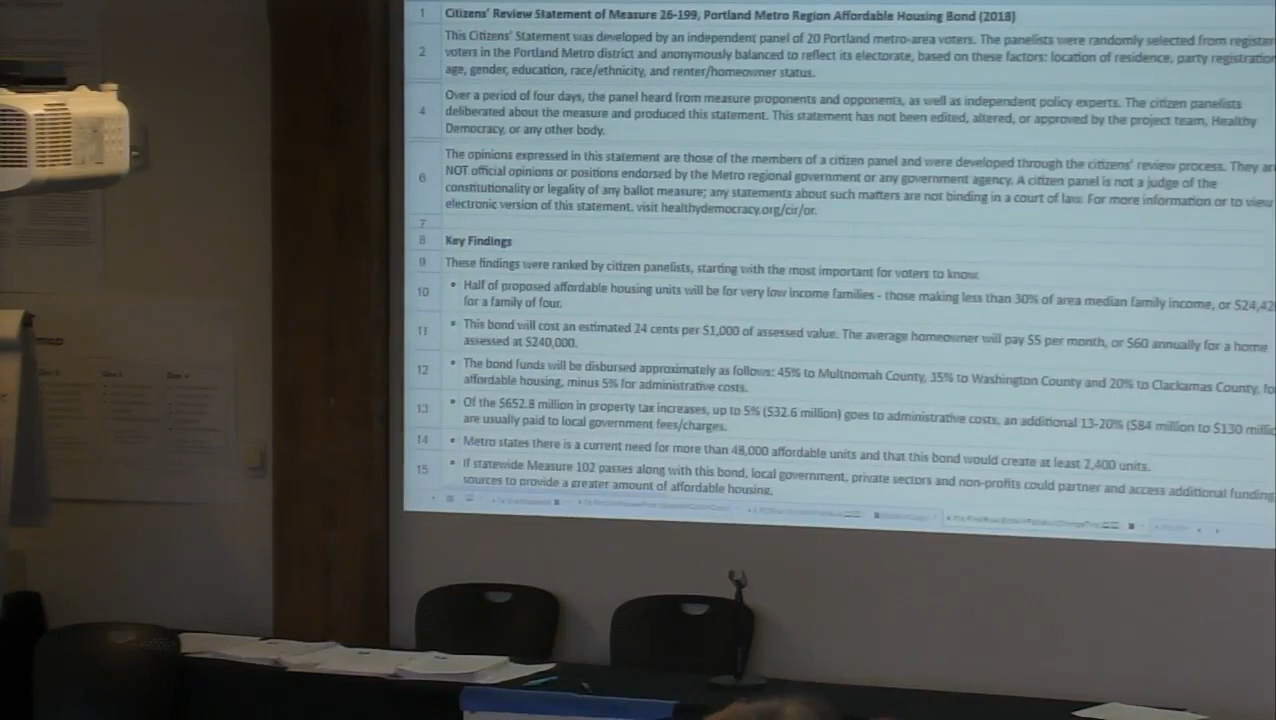 1 Citizens' Review Statement of Measure 26-199, Portland Metro Region Affordable Housing Bond (2018)
This Citizens' Statement was developed by an independent panel of 20 Portland metro-area voters. The panelists were randomly selected from register
2 voters in the Portland Metro district and anonymously balanced to reflect its electorate, based on these factors: location of residence, party registration
age, gender, education, race/ethnicity, and renter/homeowner status.
Over a period of four days, the panel heard from measure proponents and opponents, as well as independent policy experts. The citizen panelists
4 deliberated about the measure and produced this statement. This statement has not been edited, altered, or approved by the project team, Healthy
Democracy, or any other body.
The opinions expressed in this statement are those of the members of a citizen panel and were developed through the citizens' review process. They ar
6 NOT official opinions or positions endorsed by the Metro regional government or any government agency. A citizen panel is not a judge of the
constitutionality or legality of any ballot measure; any statements about such matters are not binding in a court of law. For more information or to view
electronic version of this statement, visit healthydemocracy.org/cir/or.
7
8 Key Findings
9 These findings were ranked by citizen panelists, starting with the most important for voters to know.
10 • Half of proposed affordable housing units will be for very low income families - those making less than 30% of area median family income, or $24,42
for a family of four.
11 • This bond will cost an estimated 24 cents per $1,000 of assessed value. The average homeowner will pay $5 per month, or $60 annually for a home
assessed at $240,000.
12 • The bond funds will be disbursed approximately as follows: 45% to Multnomah County, 35% to Washington County and 20% to Clackamas County, fo
affordable housing, minus 5% for administrative costs.
13 • Of the $652.8 million in property tax increases, up to 5% ($32.6 million) goes to administrative costs, an additional 13-20% ($84 million to $130 millio
are usually paid to local government fees/charges.
14 • Metro states there is a current need for more than 48,000 affordable units and that this bond would create at least 2,400 units.
15 • If statewide Measure 102 passes along with this bond, local government, private sectors and non-profits could partner and access additional funding
sources to provide a greater amount of affordable housing.